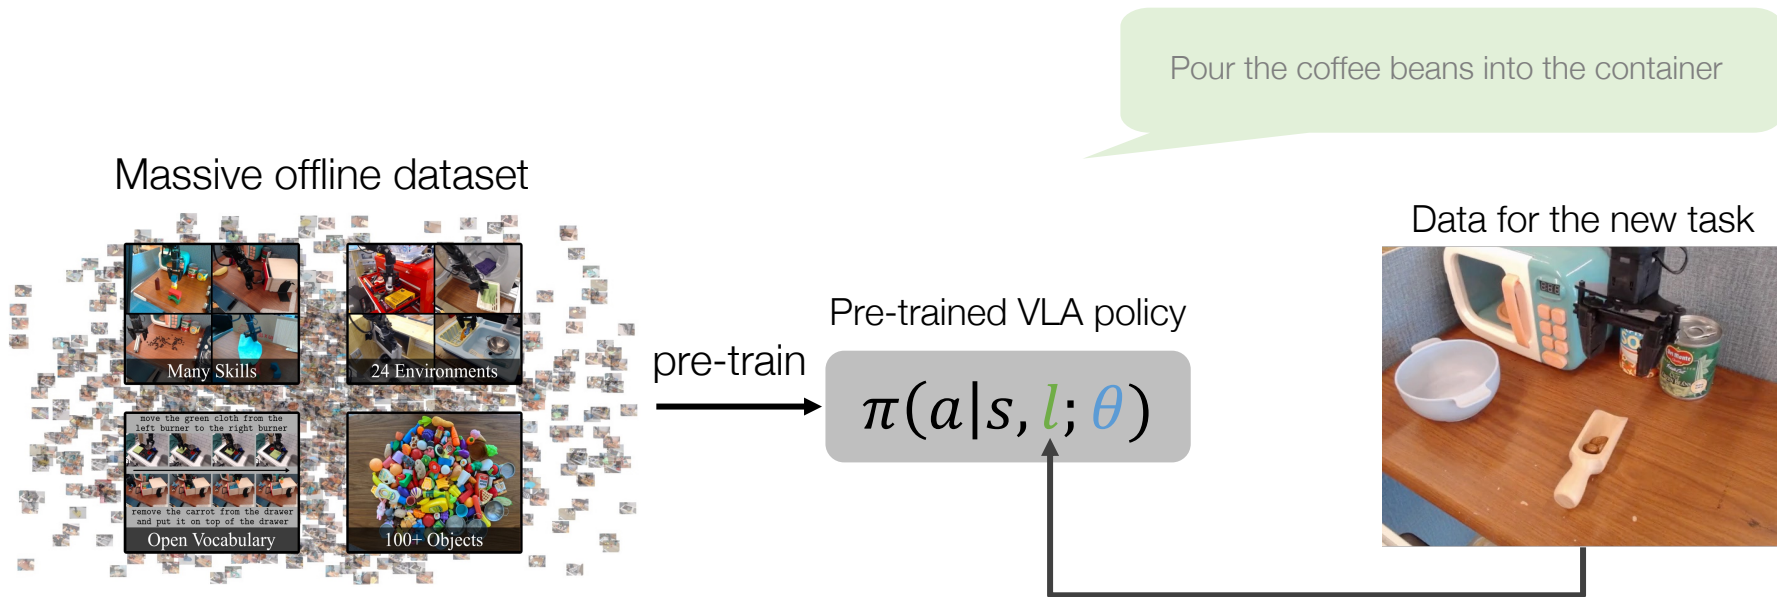 Pour the coffee beans into the container
Massive offline dataset
Many Skills
24 Environments
move the green cloth from the
left burner to the right burner
remove the carrot from the drawer
and put it on top of the drawer
Open Vocabulary
100+ Objects
pre-train
Pre-trained VLA policy
π(a|s, l; θ)
Data for the new task
Del Monte